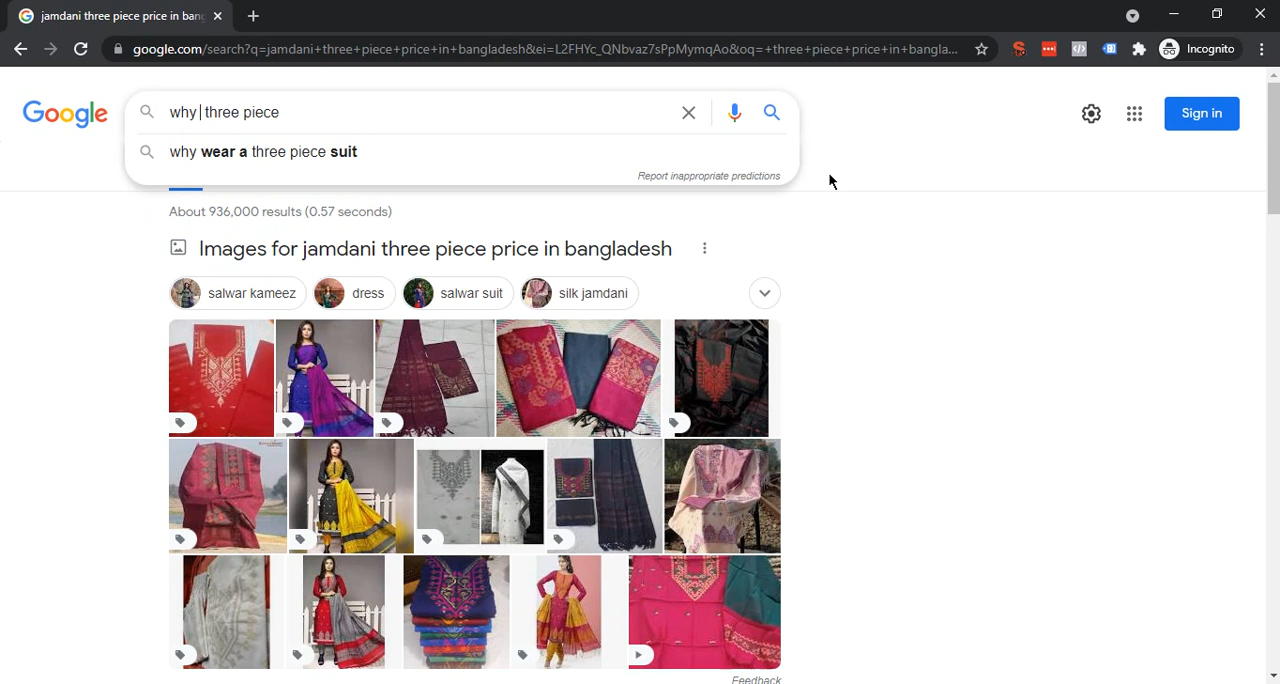 jamdani three piece price in bang
google.com/search?q=jamdani+three+piece+price+in+bangladesh&ei=L2FHYc_QNbvaz7sPpMymqAo&oq=+three+piece+price+in+bangla...
Incognito
Google
why three piece
Sign in
why wear a three piece suit
Report inappropriate predictions
About 936,000 results (0.57 seconds)
Images for jamdani three piece price in bangladesh
salwar kameez
dress
salwar suit
silk jamdani
Feedback